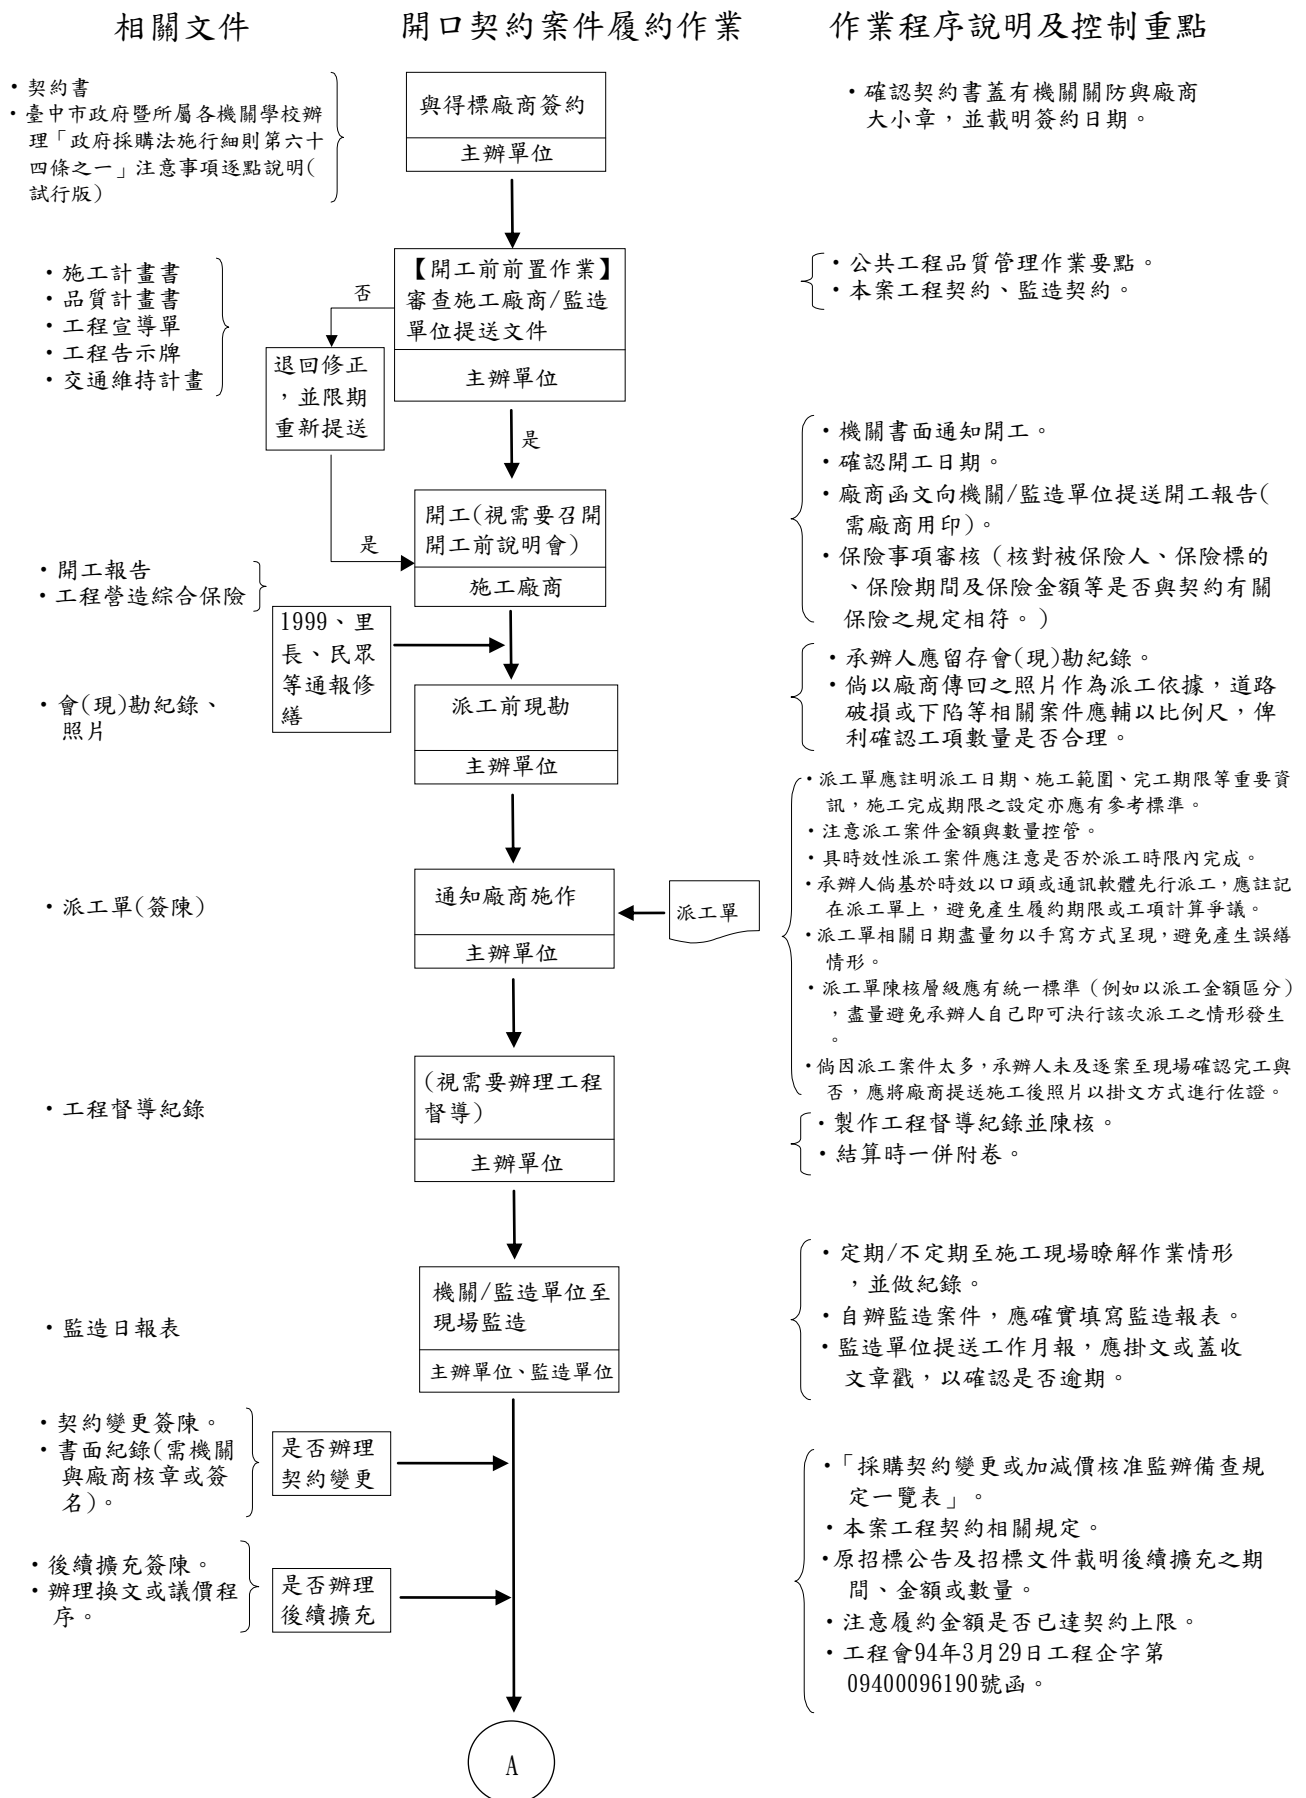 相關文件
開口契約案件履約作業
作業程序說明及控制重點
・契約書
・臺中市政府暨所屬各機關學校辦
理「政府採購法施行細則第六十
四條之一」注意事項逐點說明(
試行版)
與得標廠商簽約
主辦單位
・確認契約書蓋有機關關防與廠商
大小章，並載明簽約日期。
・施工計畫書
・品質計畫書
・工程宣導單
・工程告示牌
・交通維持計畫
【開工前前置作業】
審查施工廠商/監造
單位提送文件
主辦單位
否
退回修正
，並限期
重新提送
是
・公共工程品質管理作業要點。
・本案工程契約、監造契約。
・開工報告
・工程營造綜合保險
是
開工(視需要召開
開工前說明會)
施工廠商
・機關書面通知開工。
・確認開工日期。
・廠商函文向機關/監造單位提送開工報告(
需廠商用印)。
・保險事項審核（核對被保險人、保險標的
、保險期間及保險金額等是否與契約有關
保險之規定相符。)
1999、里
長、民眾
等通報修
繕
・會(現)勘紀錄、
照片
派工前現勘
主辦單位
・承辦人應留存會(現)勘紀錄。
・倘以廠商傳回之照片作為派工依據，道路
破損或下陷等相關案件應輔以比例尺，俾
利確認工項數量是否合理。
・派工單(簽陳)
通知廠商施作
主辦單位
派工單
・派工單應註明派工日期、施工範圍、完工期限等重要資
訊，施工完成期限之設定亦應有參考標準。
・注意派工案件金額與數量控管。
・具時效性派工案件應注意是否於派工時限內完成。
・承辦人倘基於時效以口頭或通訊軟體先行派工，應註記
在派工單上，避免產生履約期限或工項計算爭議。
・派工單相關日期盡量勿以手寫方式呈現，避免產生誤繕
情形。
・派工單陳核層級應有統一標準（例如以派工金額區分）
，盡量避免承辦人自己即可決行該次派工之情形發生
。
・倘因派工案件太多，承辦人未及逐案至現場確認完工與
否，應將廠商提送施工後照片以掛文方式進行佐證。
・工程督導紀錄
(視需要辦理工程
督導)
主辦單位
・製作工程督導紀錄並陳核。
・結算時一併附卷。
・監造日報表
機關/監造單位至
現場監造
主辦單位、監造單位
・定期/不定期至施工現場瞭解作業情形
，並做紀錄。
・自辦監造案件，應確實填寫監造報表。
・監造單位提送工作月報，應掛文或蓋收
文章戳，以確認是否逾期。
・契約變更簽陳。
・書面紀錄(需機關
與廠商核章或簽
名)。
是否辦理
契約變更
・後續擴充簽陳。
・辦理換文或議價程
序。
是否辦理
後續擴充
・「採購契約變更或加減價核准監辦備查規
定一覽表」。
・本案工程契約相關規定。
・原招標公告及招標文件載明後續擴充之期
間、金額或數量。
・注意履約金額是否已達契約上限。
・工程會94年3月29日工程企字第
09400096190號函。
A